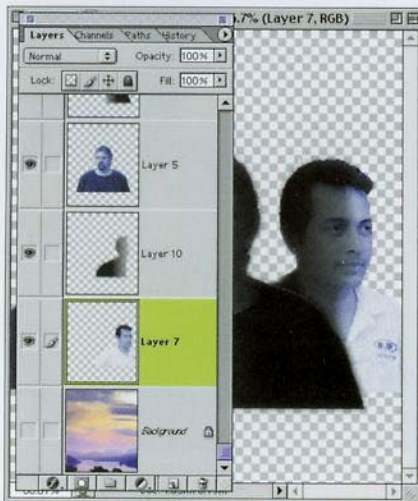 .7% (Layer 7, RGB)
Layers Channels Paths History
Normal Opacity: 100%
Lock: Fill: 100%
Layer 5
Layer 10
Layer 7
Background